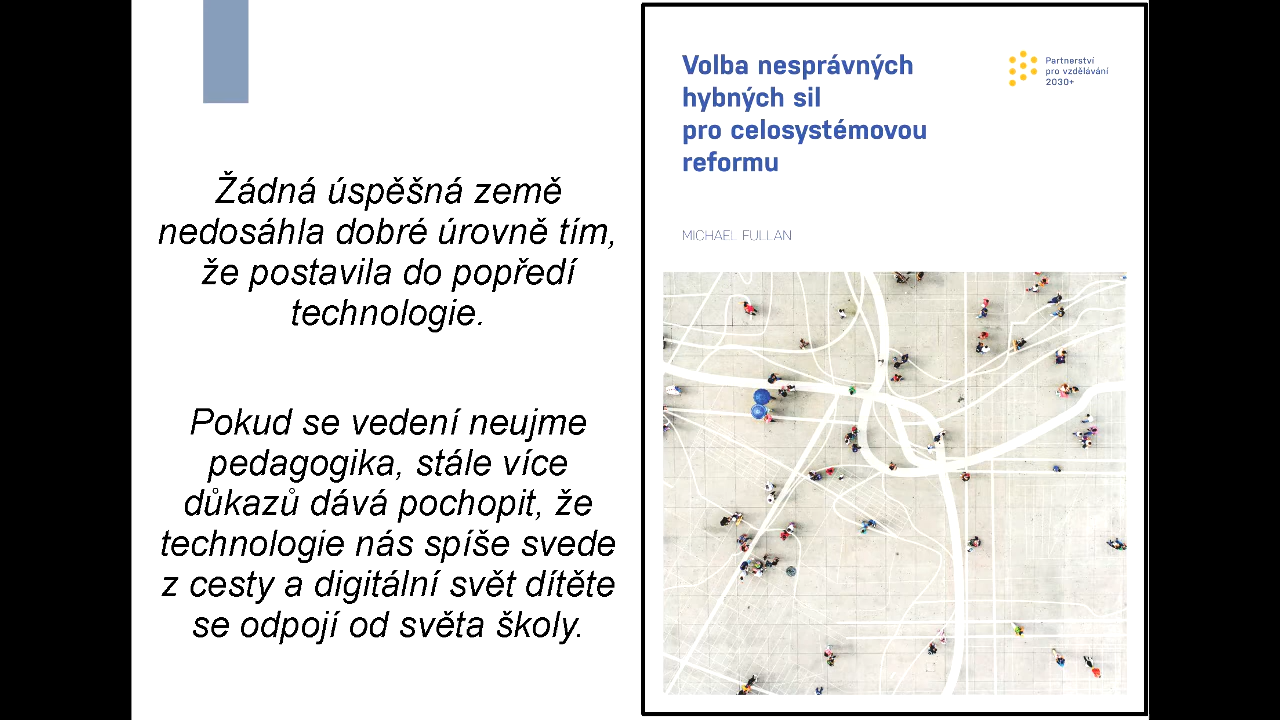 Žádná úspěšná země
nedosáhla dobré úrovně tím,
že postavila do popředí
technologie.
Pokud se vedení neujme
pedagogika, stále více
důkazů dává pochopit, že
technologie nás spíše svede
z cesty a digitální svět dítěte
se odpojí od světa školy.
Volba nesprávných
hybných sil
pro celosystémovou
reformu
Partnerství
pro vzdělávání
2030+
MICHAEL FULLAN